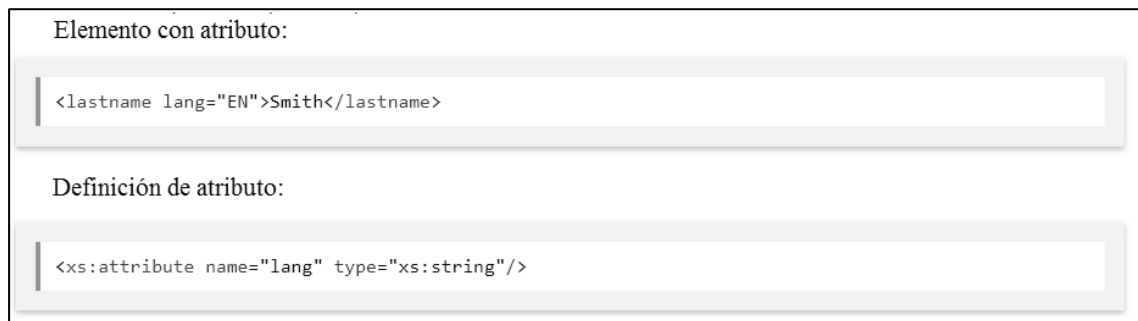 Elemento con atributo:
<lastname lang="EN">Smith</lastname>
Definición de atributo:
<xs:attribute name="lang" type="xs:string"/>